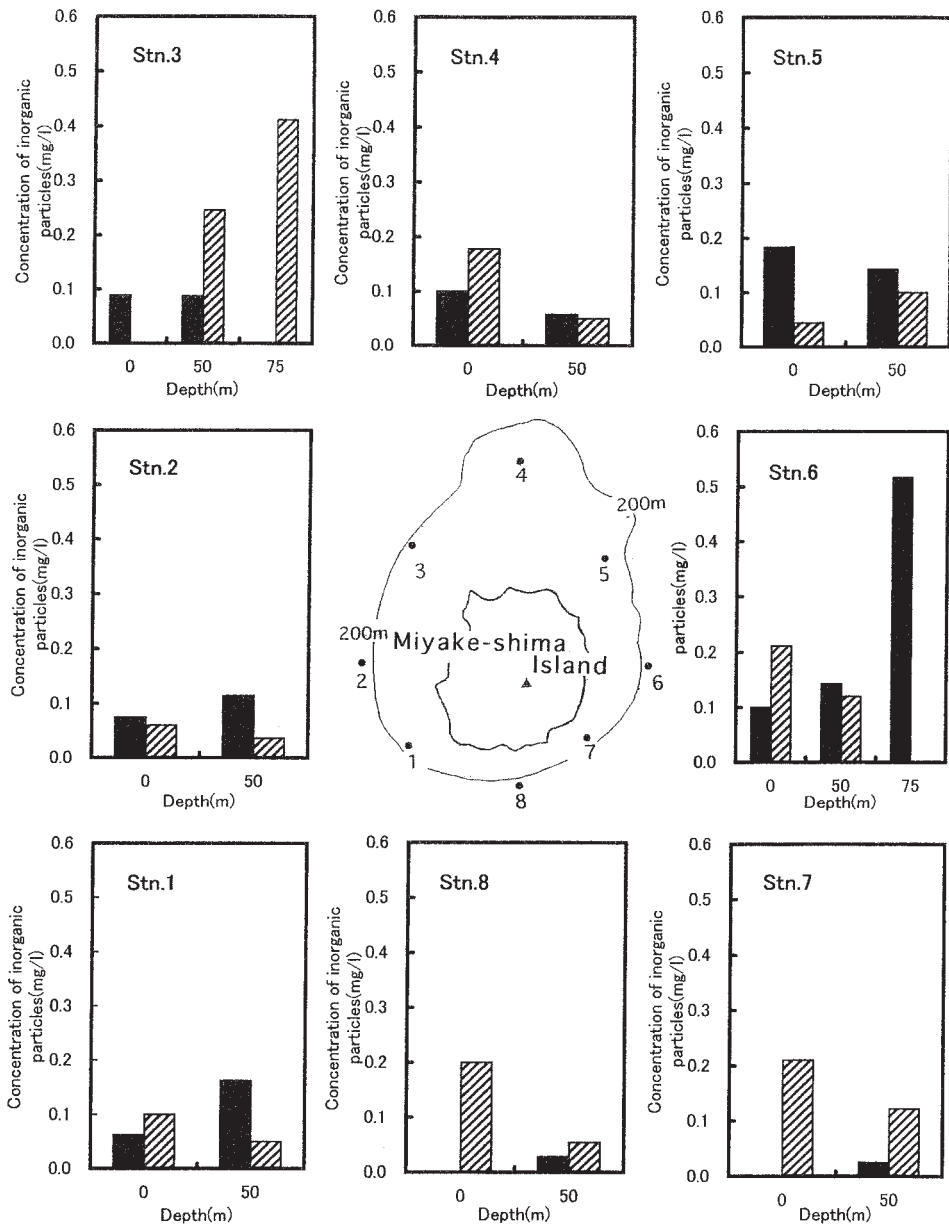 Stn.3
Concentration of inorganic
particles(mg/l)
0.6
0.5
0.4
0.3
0.2
0.1
0.0
0
50
75
Depth(m)
Stn.4
Concentration of inorganic
particles(mg/l)
0.6
0.5
0.4
0.3
0.2
0.1
0.0
0
50
Depth(m)
Stn.5
Concentration of inorganic
particles(mg/l)
0.6
0.5
0.4
0.3
0.2
0.1
0.0
0
50
Depth(m)
Stn.2
Concentration of inorganic
particles(mg/l)
0.6
0.5
0.4
0.3
0.2
0.1
0.0
0
50
Depth(m)
4
200m
3
5
200m
Miyake-shima
Island
2
6
1
7
8
Stn.6
particles(mg/l)
0.6
0.5
0.4
0.3
0.2
0.1
0.0
0
50
75
Depth(m)
Stn.1
Concentration of inorganic
particles(mg/l)
0.6
0.5
0.4
0.3
0.2
0.1
0.0
0
50
Depth(m)
Stn.8
Concentration of inorganic
particles(mg/l)
0.6
0.5
0.4
0.3
0.2
0.1
0.0
0
50
Depth(m)
Stn.7
Concentration of inorganic
particles(mg/l)
0.6
0.5
0.4
0.3
0.2
0.1
0.0
0
50
Depth(m)